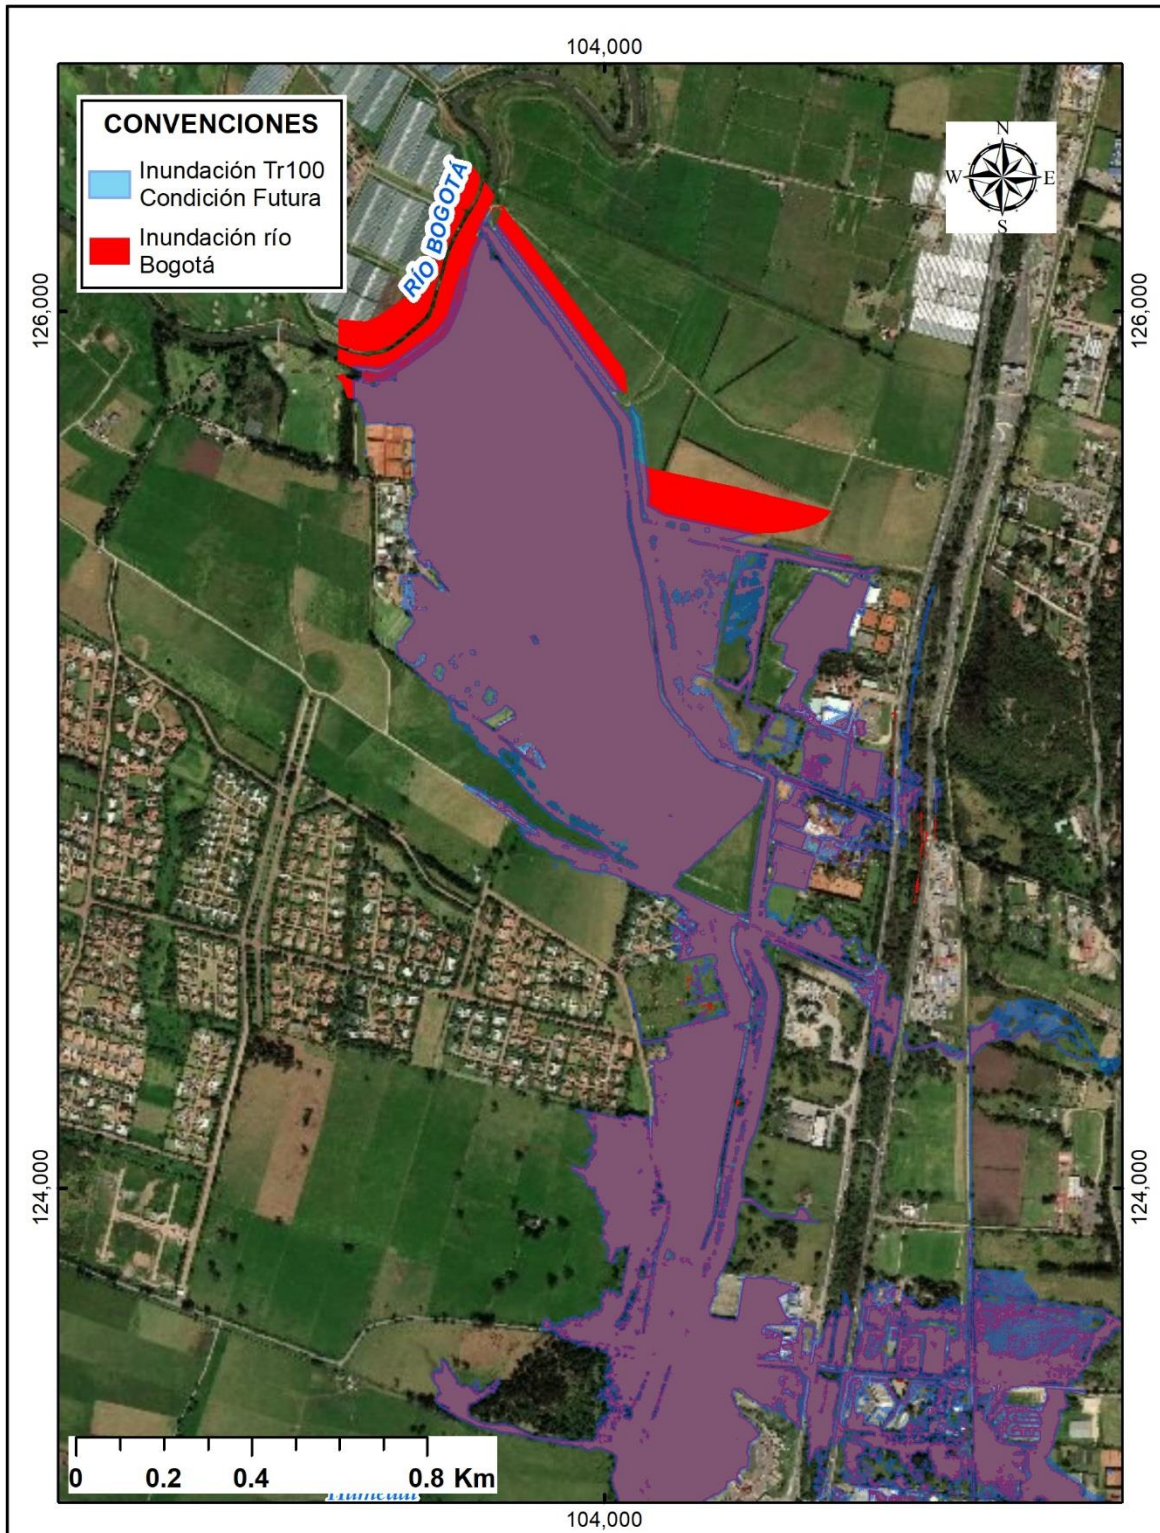 104,000
CONVENCIONES
Inundación Tr100
Condición Futura
Inundación río
Bogotá
N
W
E
S
RÍO BOGOTÁ
126,000
126,000
124,000
124,000
0
0.2
0.4
0.8 Km
104,000